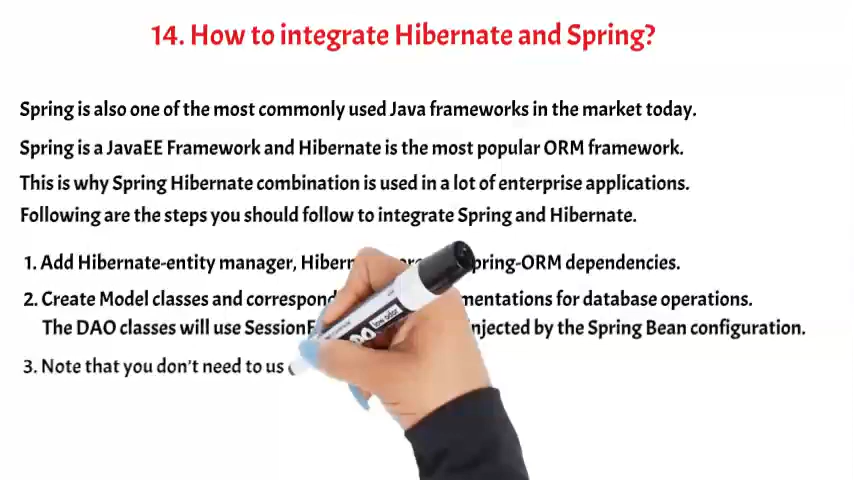 14. How to integrate Hibernate and Spring?
Spring is also one of the most commonly used Java frameworks in the market today.
Spring is a JavaEE Framework and Hibernate is the most popular ORM framework.
This is why Spring Hibernate combination is used in a lot of enterprise applications.
Following are the steps you should follow to integrate Spring and Hibernate.
1. Add Hibernate-entity manager, Hibern pring-ORM dependencies.
2. Create Model classes and correspond mentations for database operations.
The DAO classes will use SessionF njected by the Spring Bean configuration.
3. Note that you don't need to us
low odor